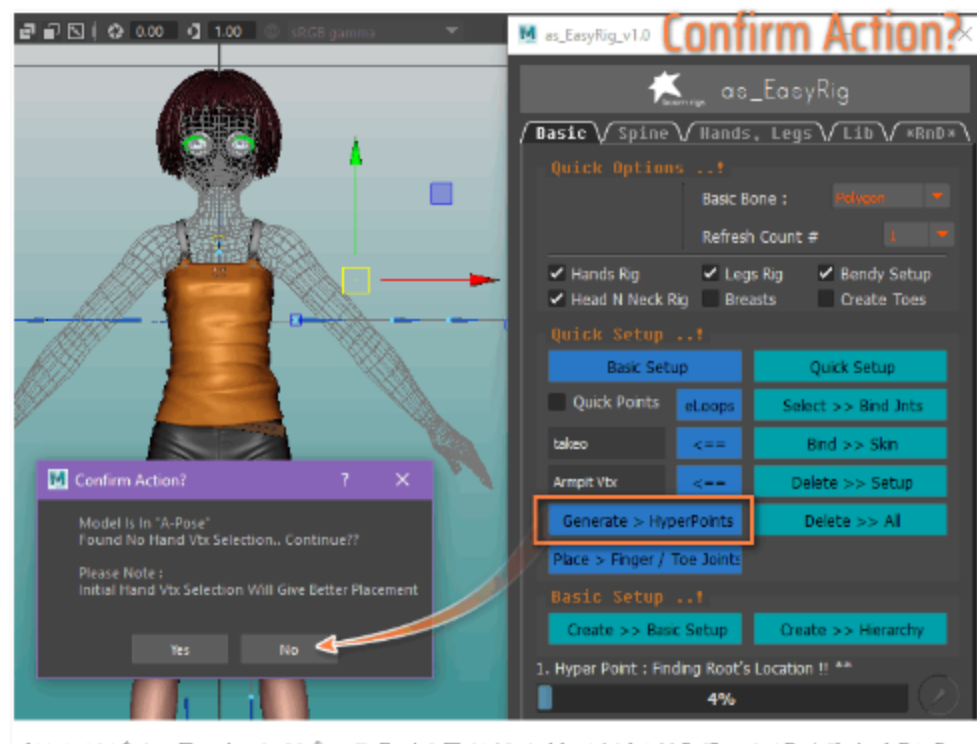 0.00 1.00 sRGB gamma
as_EasyRig_v1.0
Confirm Action?
as_EasyRig
Basic Spine Hands, Legs Lib *RnD*
Quick Options ..!
Basic Bone : Polygon
Refresh Count # 1
Hands Rig Legs Rig Bendy Setup
Head N Neck Rig Breasts Create Toes
Quick Setup ..!
Basic Setup Quick Setup
Quick Points eLoops Select >> Bind Jnts
takeo <== Bind >> Skin
Armpit Vtx <== Delete >> Setup
Generate > HyperPoints Delete >> All
Place > Finger / Toe Joints
Basic Setup ..!
Create >> Basic Setup Create >> Hierarchy
1. Hyper Point : Finding Root's Location !! **
4%
Confirm Action? ?
Model Is In "A-Pose"
Found No Hand Vtx Selection.. Continue??
Please Note :
Initial Hand Vtx Selection Will Give Better Placement
Yes No